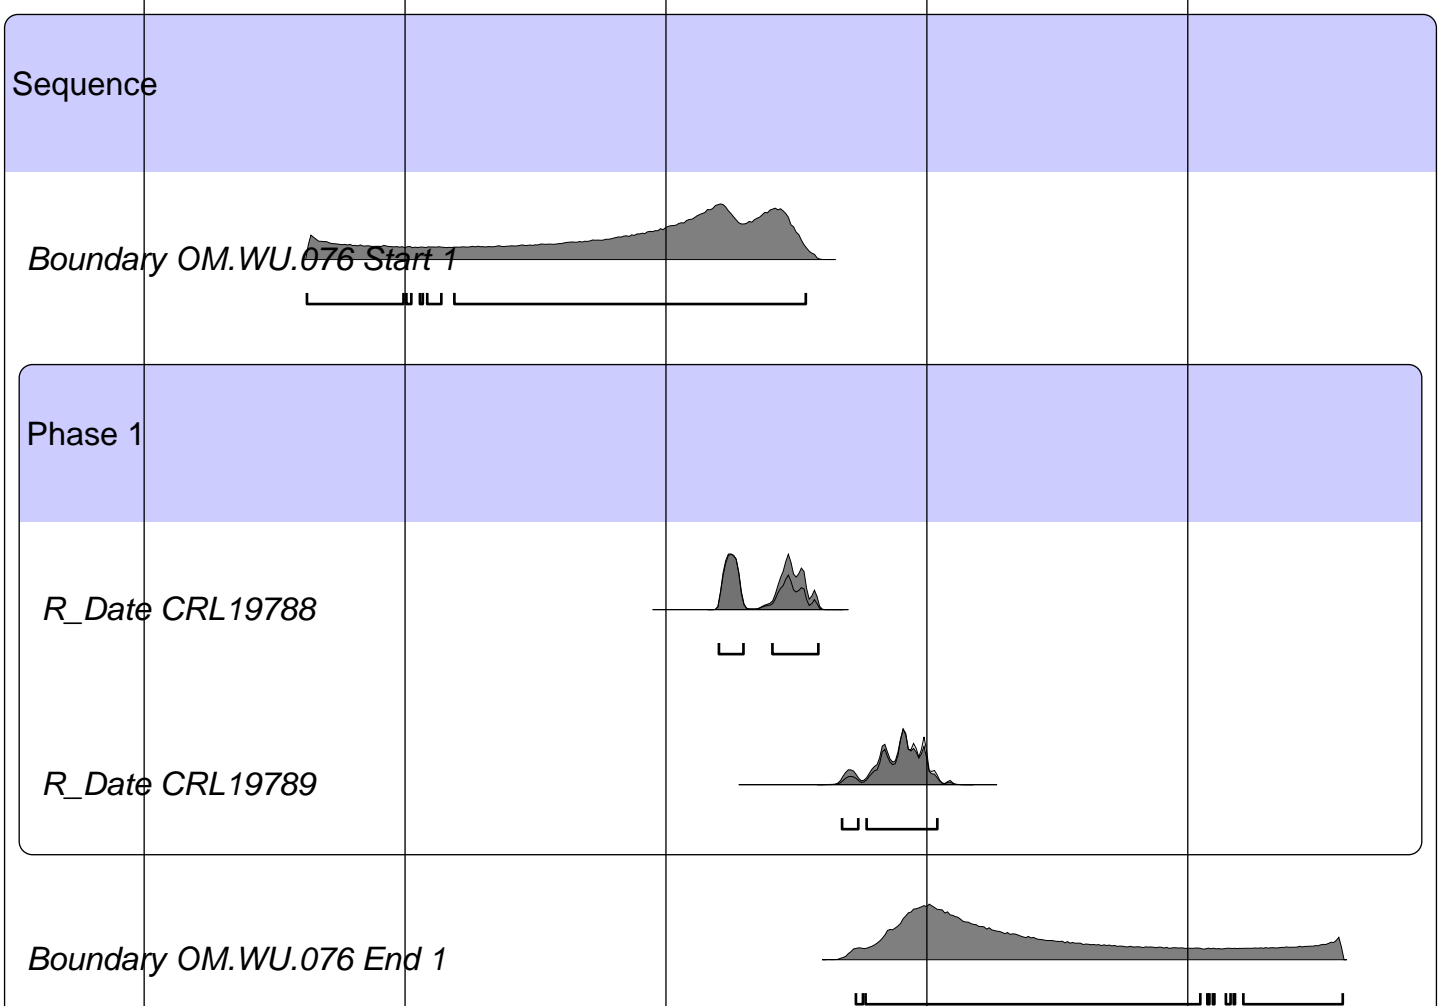 Sequence
Boundary OM.WU.076 Start 1
Phase 1
R_Date CRL19788
R_Date CRL19789
Boundary OM.WU.076 End 1